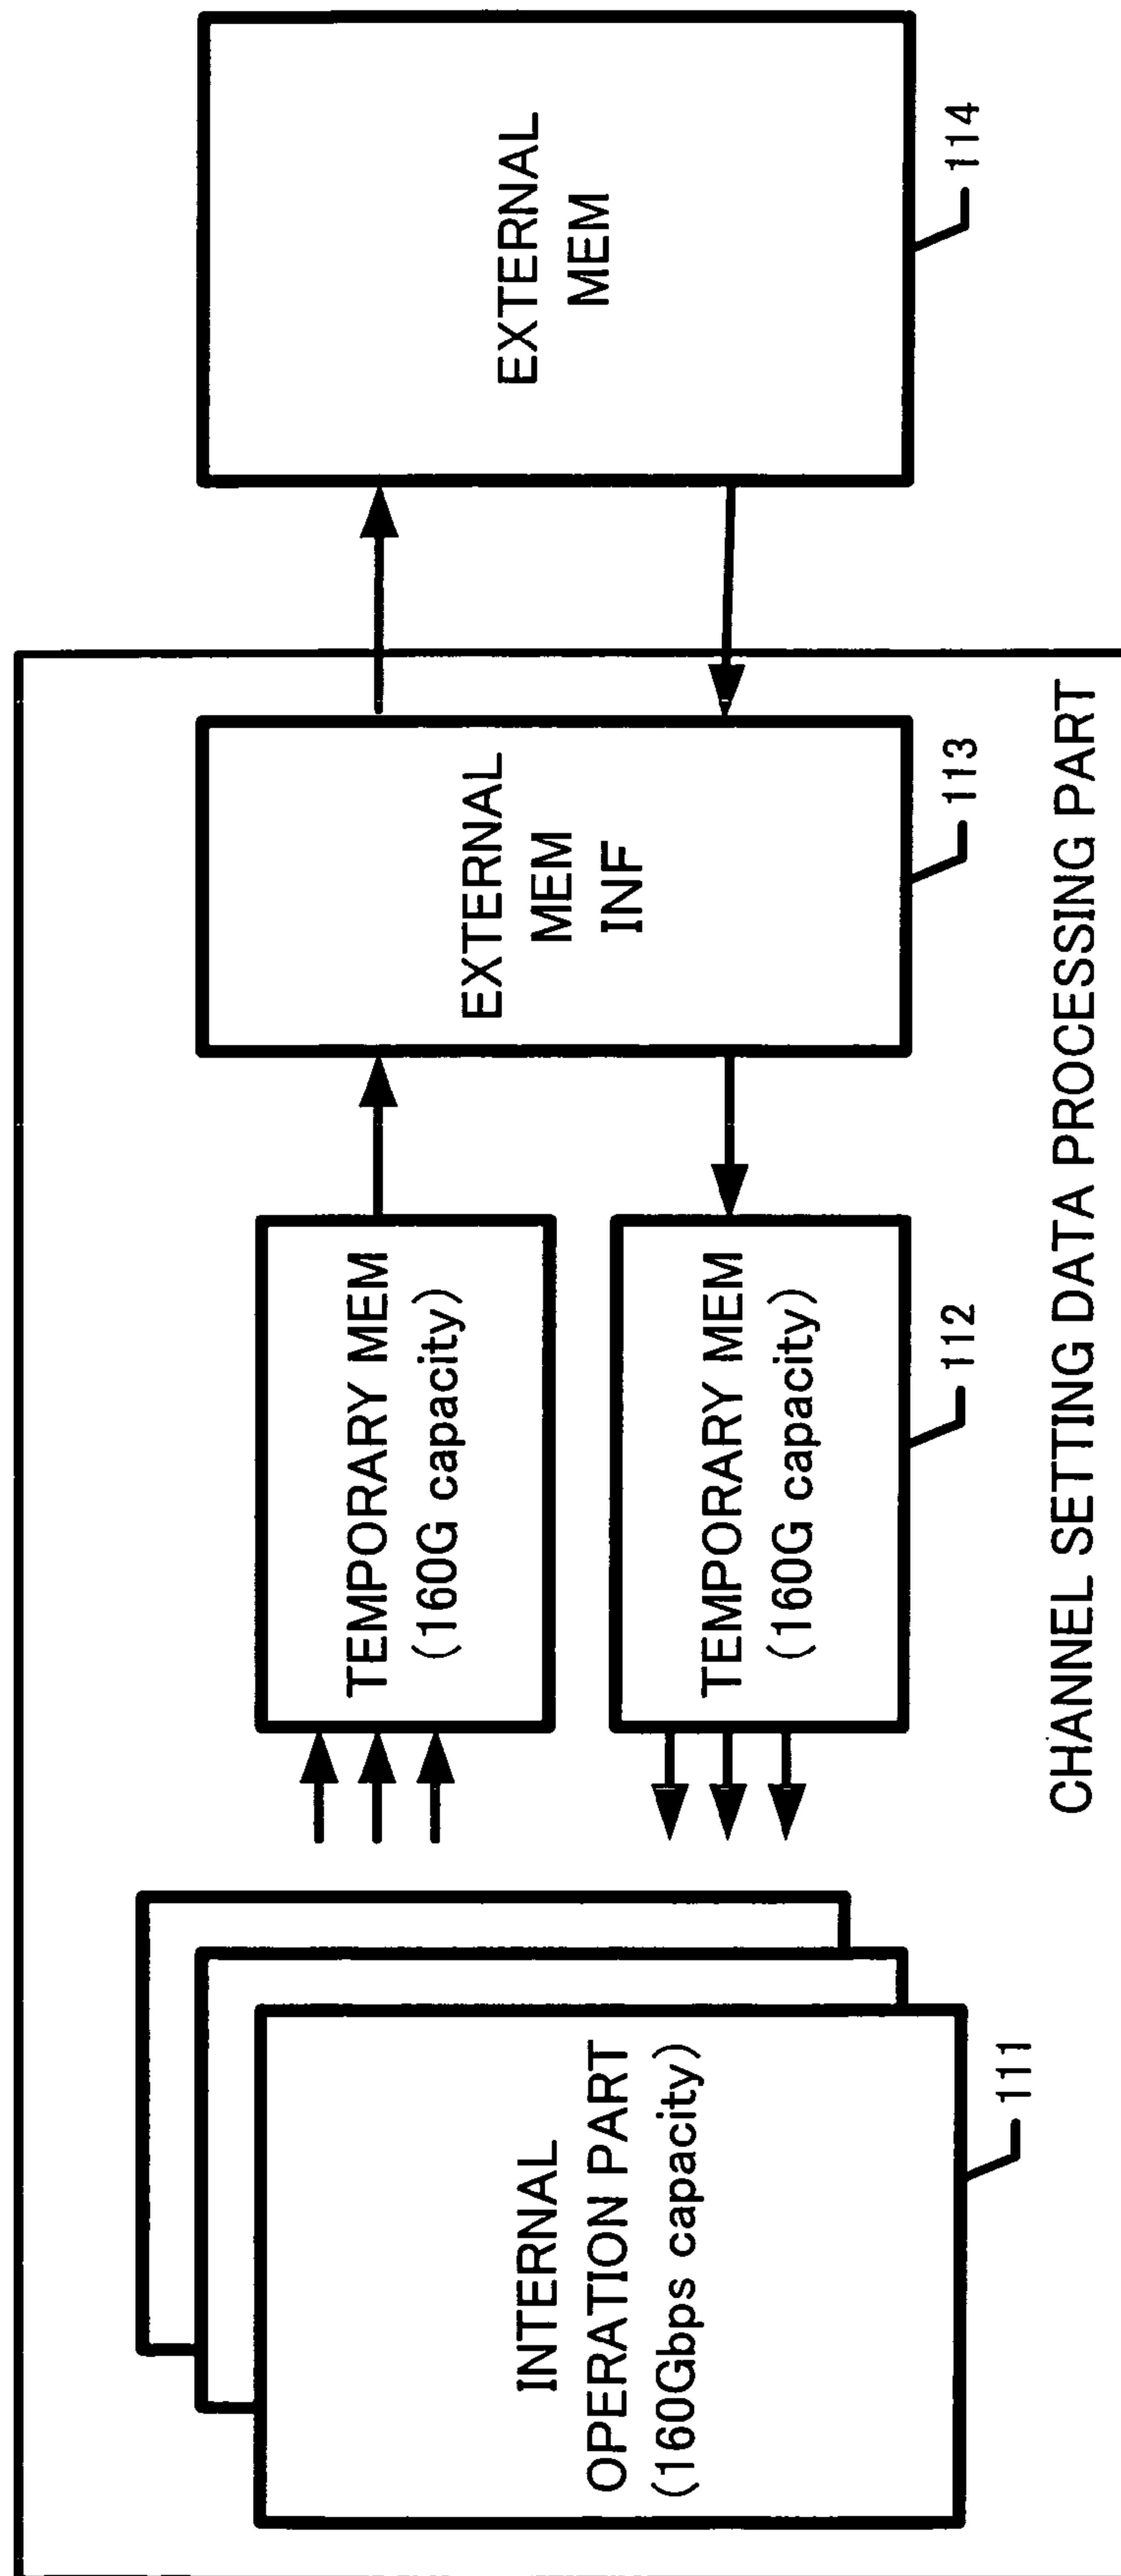 INTERNAL
OPERATION PART
(160Gbps capacity)
111
TEMPORARY MEM
(160G capacity)
TEMPORARY MEM
(160G capacity)
112
EXTERNAL
MEM
INF
113
EXTERNAL
MEM
114
CHANNEL SETTING DATA PROCESSING PART